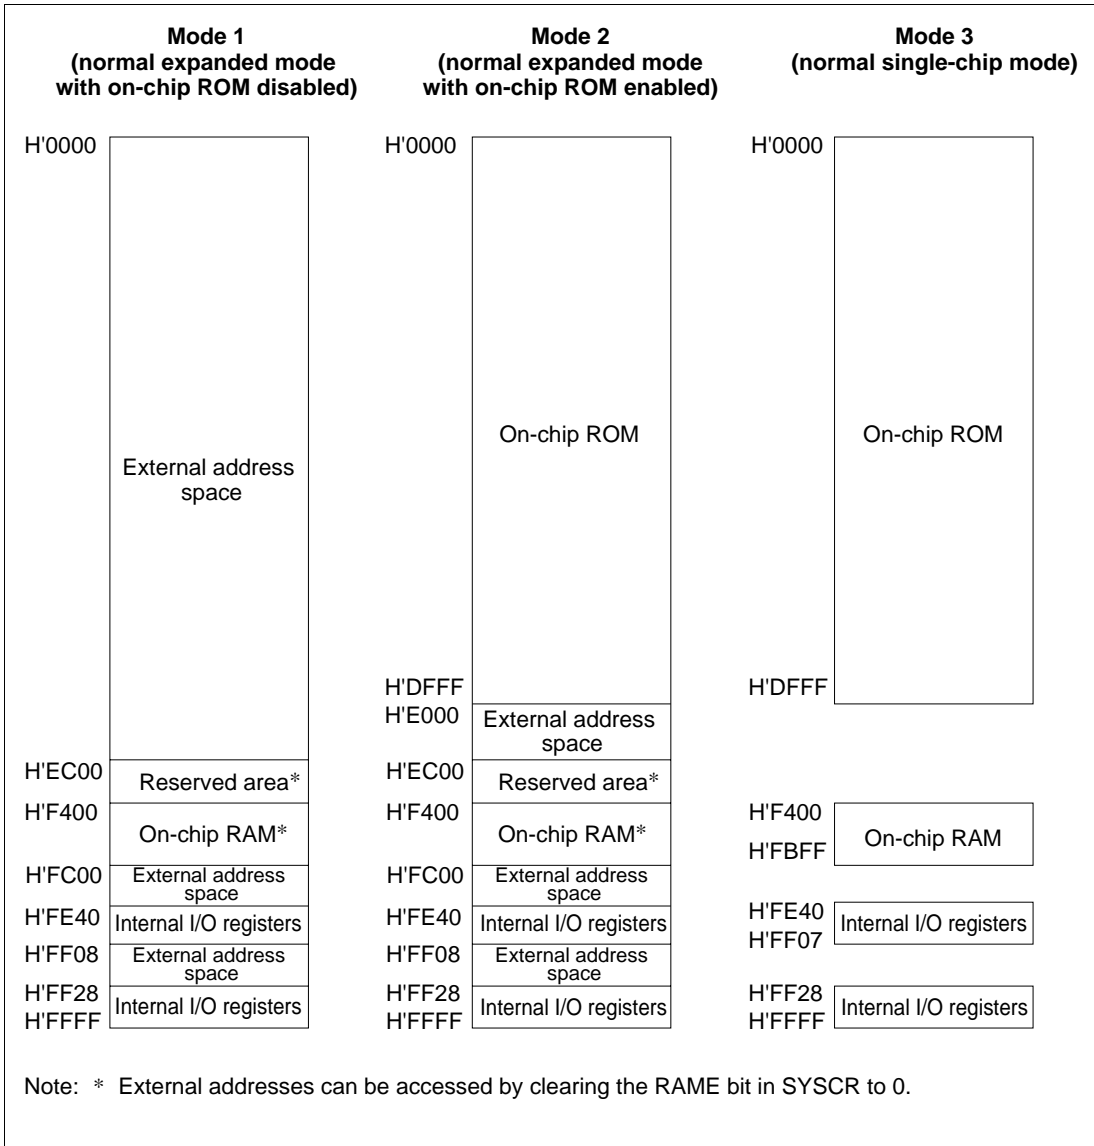 Mode 1
(normal expanded mode
with on-chip ROM disabled)
H'0000
External address
space
H'EC00
Reserved area*
H'F400
On-chip RAM*
H'FC00
External address
space
H'FE40
Internal I/O registers
H'FF08
External address
space
H'FF28
Internal I/O registers
H'FFFF
Mode 2
(normal expanded mode
with on-chip ROM enabled)
H'0000
On-chip ROM
H'DFFF
H'E000
External address
space
H'EC00
Reserved area*
H'F400
On-chip RAM*
H'FC00
External address
space
H'FE40
Internal I/O registers
H'FF08
External address
space
H'FF28
Internal I/O registers
H'FFFF
Mode 3
(normal single-chip mode)
H'0000
On-chip ROM
H'DFFF
H'F400
On-chip RAM
H'FBFF
H'FE40
Internal I/O registers
H'FF07
H'FF28
Internal I/O registers
H'FFFF
Note: * External addresses can be accessed by clearing the RAME bit in SYSCR to 0.